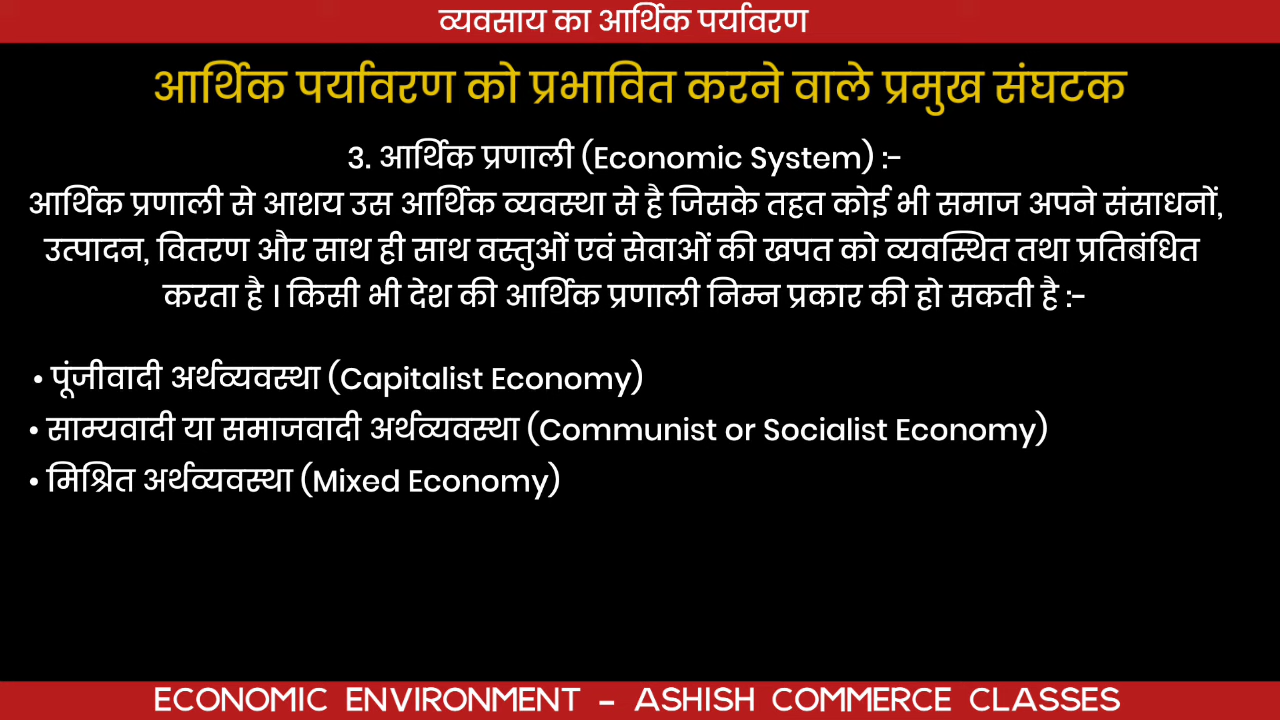 व्यवसाय का आर्थिक पर्यावरण
आर्थिक पर्यावरण को प्रभावित करने वाले प्रमुख संघटक
3. आर्थिक प्रणाली (Economic System) :-
आर्थिक प्रणाली से आशय उस आर्थिक व्यवस्था से है जिसके तहत कोई भी समाज अपने संसाधनों,
उत्पादन, वितरण और साथ ही साथ वस्तुओं एवं सेवाओं की खपत को व्यवस्थित तथा प्रतिबंधित
करता है । किसी भी देश की आर्थिक प्रणाली निम्न प्रकार की हो सकती है :-
• पूंजीवादी अर्थव्यवस्था (Capitalist Economy)
• साम्यवादी या समाजवादी अर्थव्यवस्था (Communist or Socialist Economy)
• मिश्रित अर्थव्यवस्था (Mixed Economy)
ECONOMIC ENVIRONMENT - ASHISH COMMERCE CLASSES